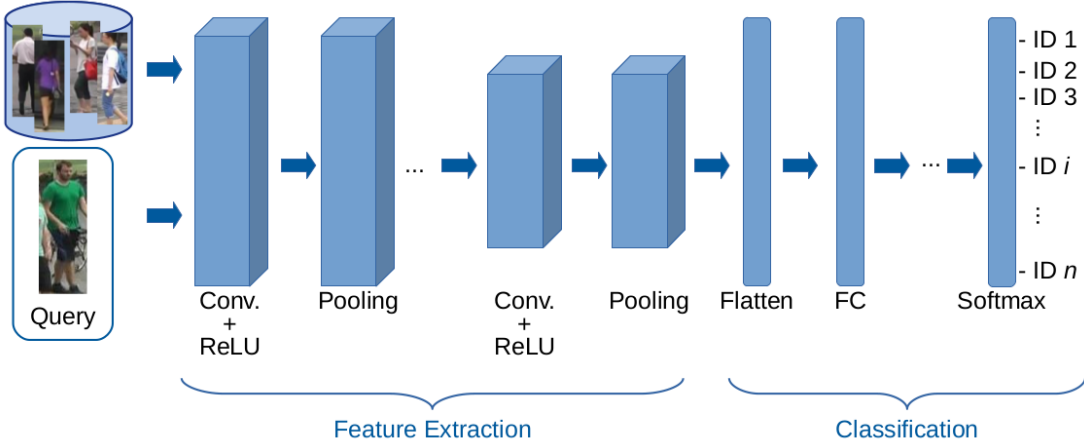 - ID 1
- ID 2
- ID 3
⋮
...
...
- ID i
⋮
- ID n
Query
Conv.
+
ReLU
Pooling
Conv.
+
ReLU
Pooling
Flatten
FC
Softmax
Feature Extraction
Classification